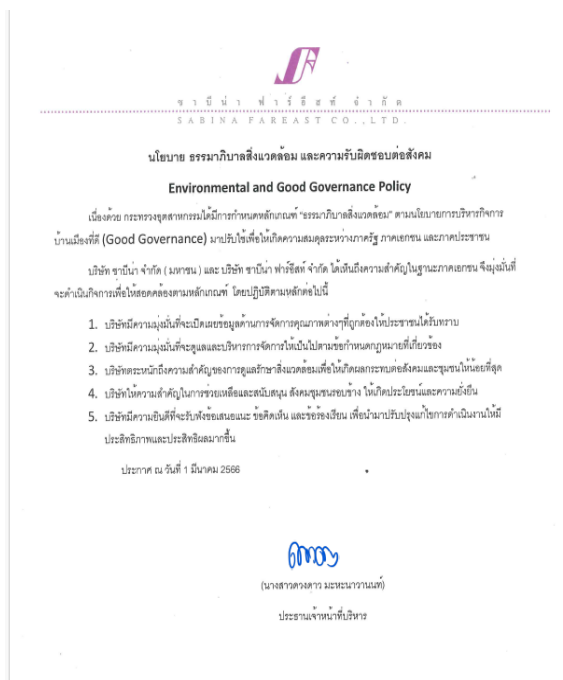 ซาบีน่า ฟาร์อีสท์ จำกัด
SABINA FAREAST CO.,LTD.
นโยบาย ธรรมาภิบาลสิ่งแวดล้อม และความรับผิดชอบต่อสังคม
Environmental and Good Governance Policy
เนื่องด้วย กระทรวงอุตสาหกรรมได้มีการกำหนดหลักเกณฑ์ "ธรรมาภิบาลสิ่งแวดล้อม" ตามนโยบายการบริหารกิจการ
บ้านเมืองที่ดี (Good Governance) มาปรับใช้เพื่อให้เกิดความสมดุลระหว่างภาครัฐ ภาคเอกชน และภาคประชาชน
บริษัท ซาบีน่า จำกัด (มหาชน) และ บริษัท ซาบีน่า ฟาร์อีสท์ จำกัด ได้เห็นถึงความสำคัญในฐานะภาคเอกชน จึงมุ่งมั่นที่
จะดำเนินกิจการเพื่อให้สอดคล้องตามหลักเกณฑ์ โดยปฏิบัติตามหลักต่อไปนี้
1. บริษัทมีความมุ่งมั่นที่จะเปิดเผยข้อมูลด้านการจัดการคุณภาพต่างๆที่ถูกต้องให้ประชาชนได้รับทราบ
2. บริษัทมีความมุ่งมั่นที่จะดูแลและบริหารการจัดการให้เป็นไปตามข้อกำหนดกฎหมายที่เกี่ยวข้อง
3. บริษัทตระหนักถึงความสำคัญของการดูแลรักษาสิ่งแวดล้อมเพื่อให้เกิดผลกระทบต่อสังคมและชุมชนให้น้อยที่สุด
4. บริษัทให้ความสำคัญในการช่วยเหลือและสนับสนุน สังคมชุมชนรอบข้าง ให้เกิดประโยชน์และความยั่งยืน
5. บริษัทมีความยินดีที่จะรับฟังข้อเสนอแนะ ข้อคิดเห็น และข้อร้องเรียน เพื่อนำมาปรับปรุงแก้ไขการดำเนินงานให้มี
ประสิทธิภาพและประสิทธิผลมากขึ้น
ประกาศ ณ วันที่ 1 มีนาคม 2566
(นางสาวดวงดาว มะหะนาวานนท์)
ประธานเจ้าหน้าที่บริหาร